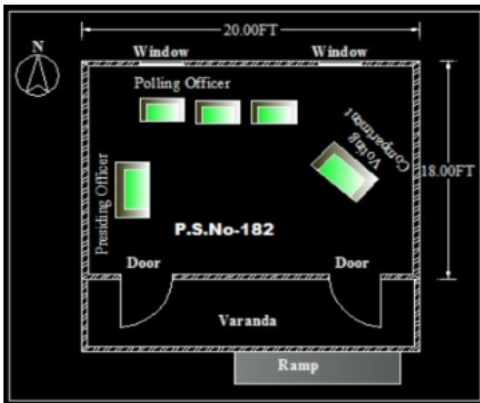 20.00FT
N
Window
Window
Polling Officer
Voting
Compartment
18.00FT
Presiding Officer
P.S.No-182
Door
Door
Varanda
Ramp